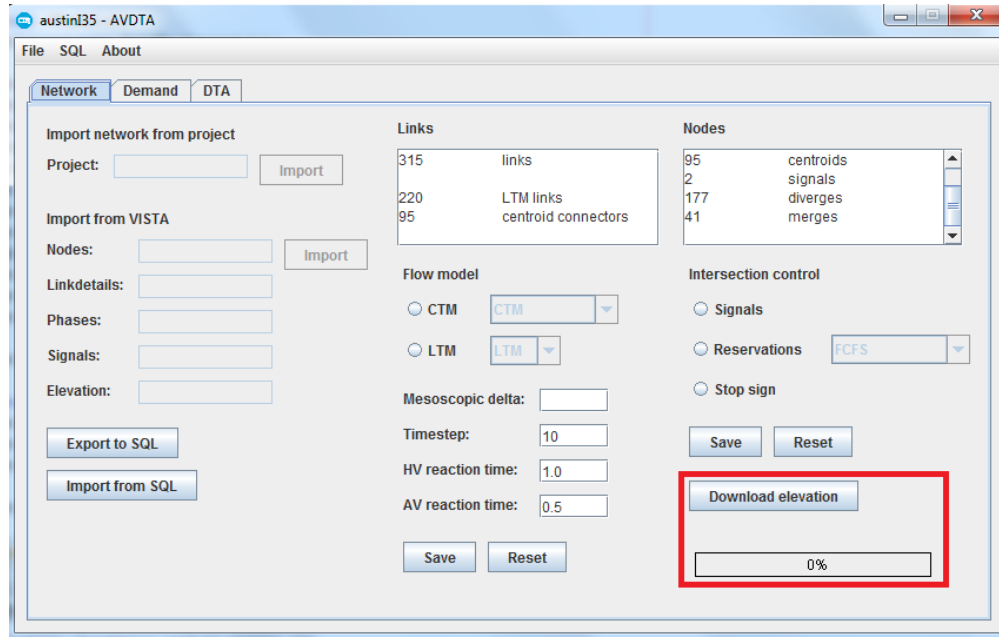 austinI35 - AVDTA
File SQL About
Network Demand DTA
Import network from project
Project: Import
Import from VISTA
Nodes: Import
Linkdetails:
Phases:
Signals:
Elevation:
Export to SQL
Import from SQL
Links
315 links
220 LTM links
95 centroid connectors
Flow model
CTM CTM
LTM LTM
Mesoscopic delta:
Timestep: 10
HV reaction time: 1.0
AV reaction time: 0.5
Save Reset
Nodes
95 centroids
2 signals
177 diverges
41 merges
Intersection control
Signals
Reservations FCFS
Stop sign
Save Reset
Download elevation
0%